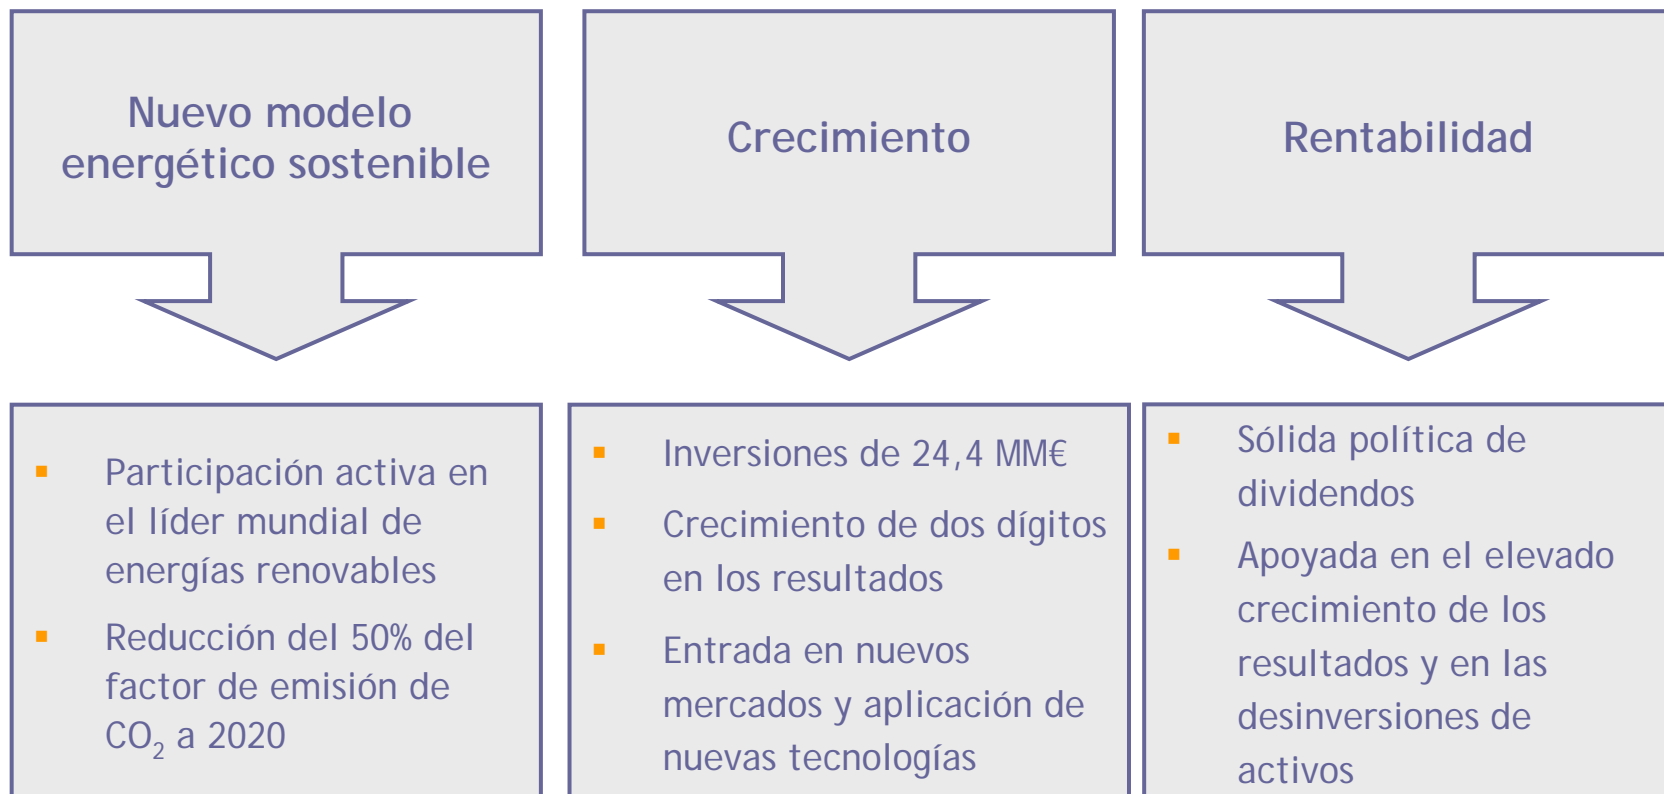 Nuevo modelo
energético sostenible
Participación activa en
el líder mundial de
energías renovables
Reducción del 50% del
factor de emisión de
CO₂ a 2020
Crecimiento
Inversiones de 24,4 MM€
Crecimiento de dos dígitos
en los resultados
Entrada en nuevos
mercados y aplicación de
nuevas tecnologías
Rentabilidad
Sólida política de
dividendos
Apoyada en el elevado
crecimiento de los
resultados y en las
desinversiones de
activos